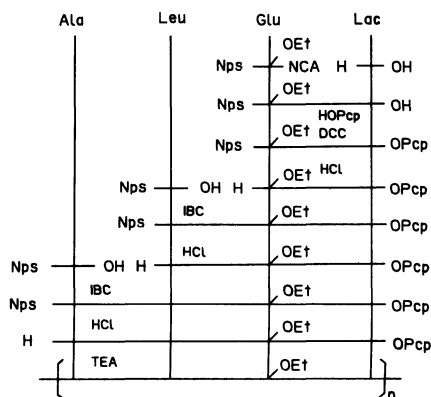 Ala Leu Glu Lac
OEt
Nps NCA H OH
OEt
Nps OH
HOPcp
OEt DCC
Nps OPcp
OEt HCl
Nps OH H OPcp
IBC OEt
Nps OPcp
HCl OEt
Nps OH H OPcp
IBC OEt
Nps OPcp
HCl OEt
H OPcp
TEA OEt
n